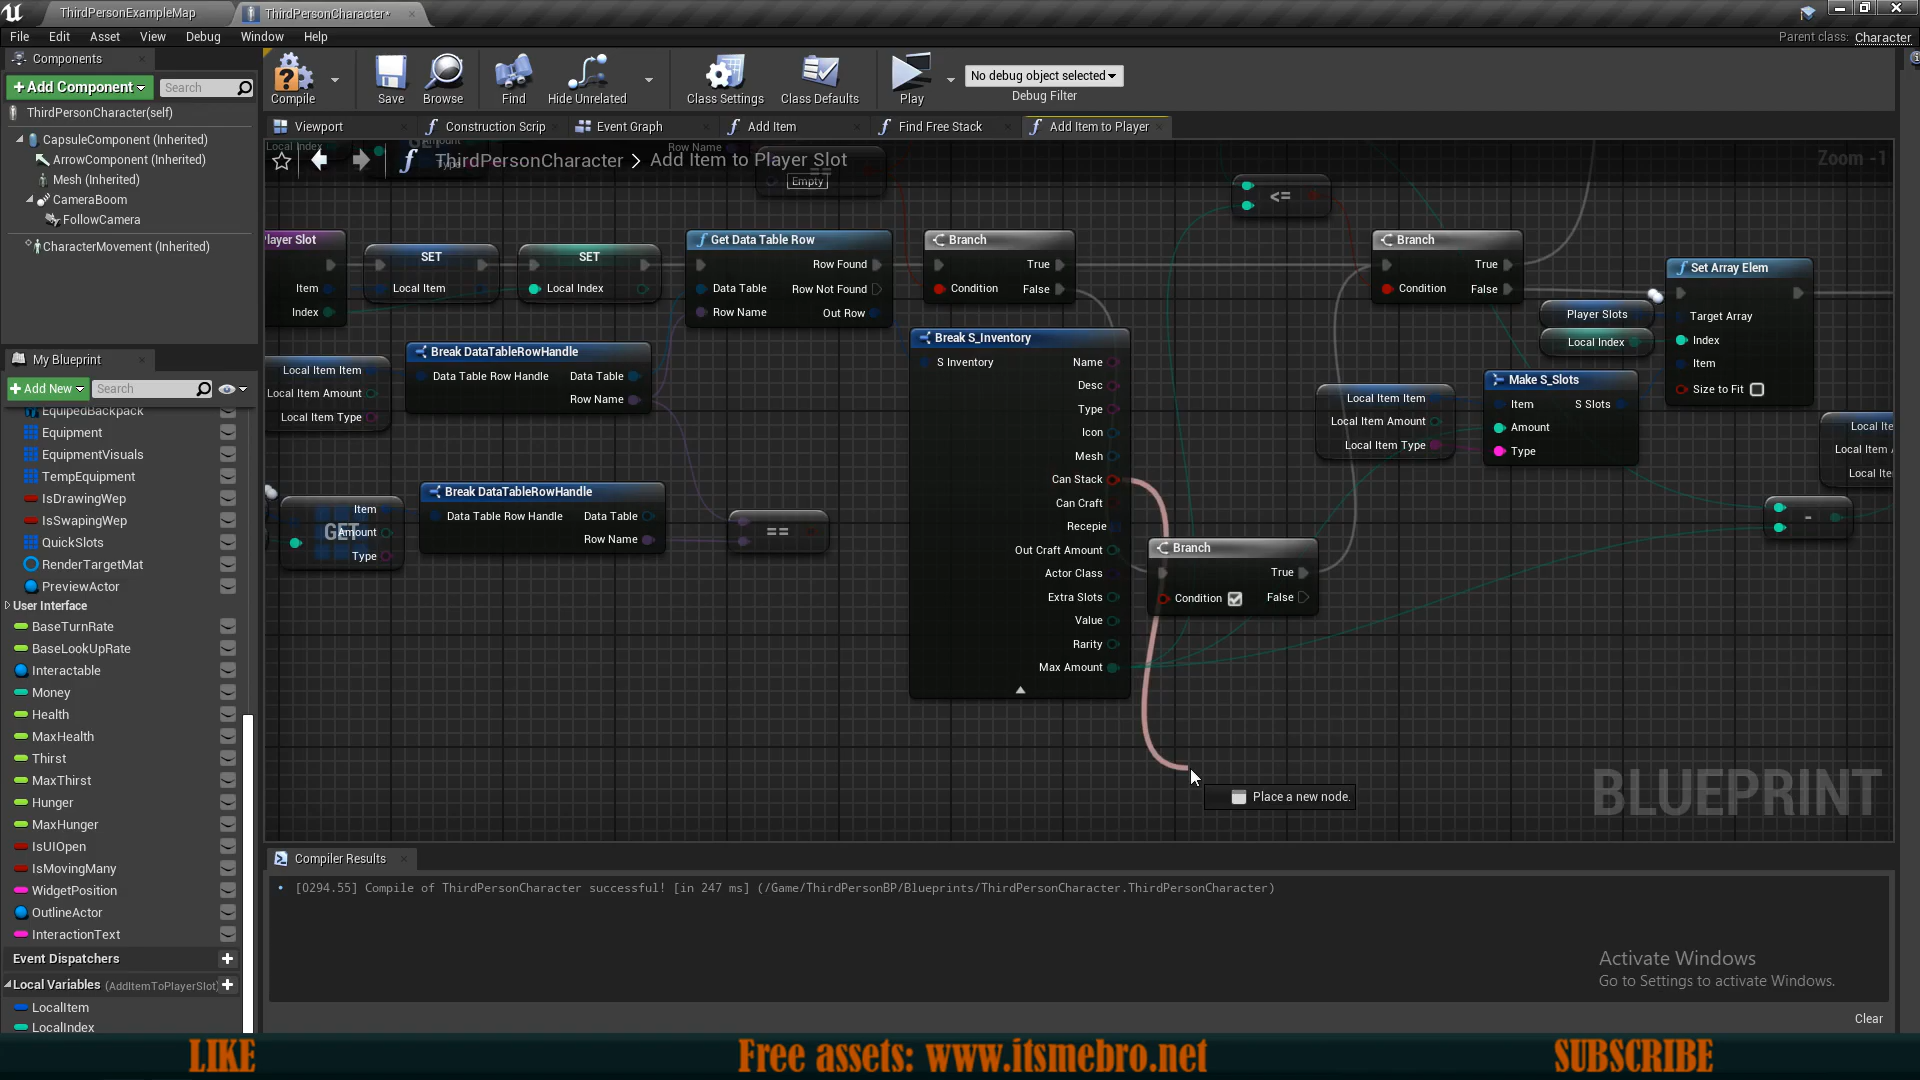 ThirdPersonExampleMap
ThirdPersonCharacter*
File Edit Asset View Debug Window Help
Parent class: Character
Components
+Add Component
Search
ThirdPersonCharacter(self)
CapsuleComponent (Inherited)
ArrowComponent (Inherited)
Mesh (Inherited)
CameraBoom
FollowCamera
CharacterMovement (Inherited)
Compile
Save
Browse
Find
Hide Unrelated
Class Settings
Class Defaults
Play
No debug object selected
Debug Filter
Viewport
Construction Scrip
Event Graph
Add Item
Find Free Stack
Add Item to Player
ThirdPersonCharacter > Add Item to Player Slot
Zoom -1
Local Index
Row Name
==
Empty
<=
layer Slot
Item
Index
SET
Local Item
SET
Local Index
Get Data Table Row
Row Found
Data Table
Row Not Found
Row Name
Out Row
Branch
True
Condition
False
Branch
True
Condition
False
Set Array Elem
Target Array
Index
Item
Size to Fit
Player Slots
Local Index
Local Item Item
Local Item Amount
Local Item Type
Break DataTableRowHandle
Data Table Row Handle
Data Table
Row Name
Break S_Inventory
S Inventory
Name
Desc
Type
Icon
Mesh
Can Stack
Can Craft
Recepie
Out Craft Amount
Actor Class
Extra Slots
Value
Rarity
Max Amount
Local Item Item
Local Item Amount
Local Item Type
Make S_Slots
Item
S Slots
Amount
Type
Local Ite
Local Item
Local Ite
-
GET
Item
Amount
Type
Break DataTableRowHandle
Data Table Row Handle
Data Table
Row Name
==
Branch
True
Condition
False
Place a new node.
BLUEPRINT
My Blueprint
+Add New
Search
EquipedBackpack
Equipment
EquipmentVisuals
TempEquipment
IsDrawingWep
IsSwapingWep
QuickSlots
RenderTargetMat
PreviewActor
User Interface
BaseTurnRate
BaseLookUpRate
Interactable
Money
Health
MaxHealth
Thirst
MaxThirst
Hunger
MaxHunger
IsUIOpen
IsMovingMany
WidgetPosition
OutlineActor
InteractionText
Event Dispatchers
Local Variables (AddItemToPlayerSlot)
LocalItem
LocalIndex
Compiler Results
[0294.55] Compile of ThirdPersonCharacter successful! [in 247 ms] (/Game/ThirdPersonBP/Blueprints/ThirdPersonCharacter.ThirdPersonCharacter)
Activate Windows
Go to Settings to activate Windows.
Clear
LIKE
Free assets: www.itsmebro.net
SUBSCRIBE